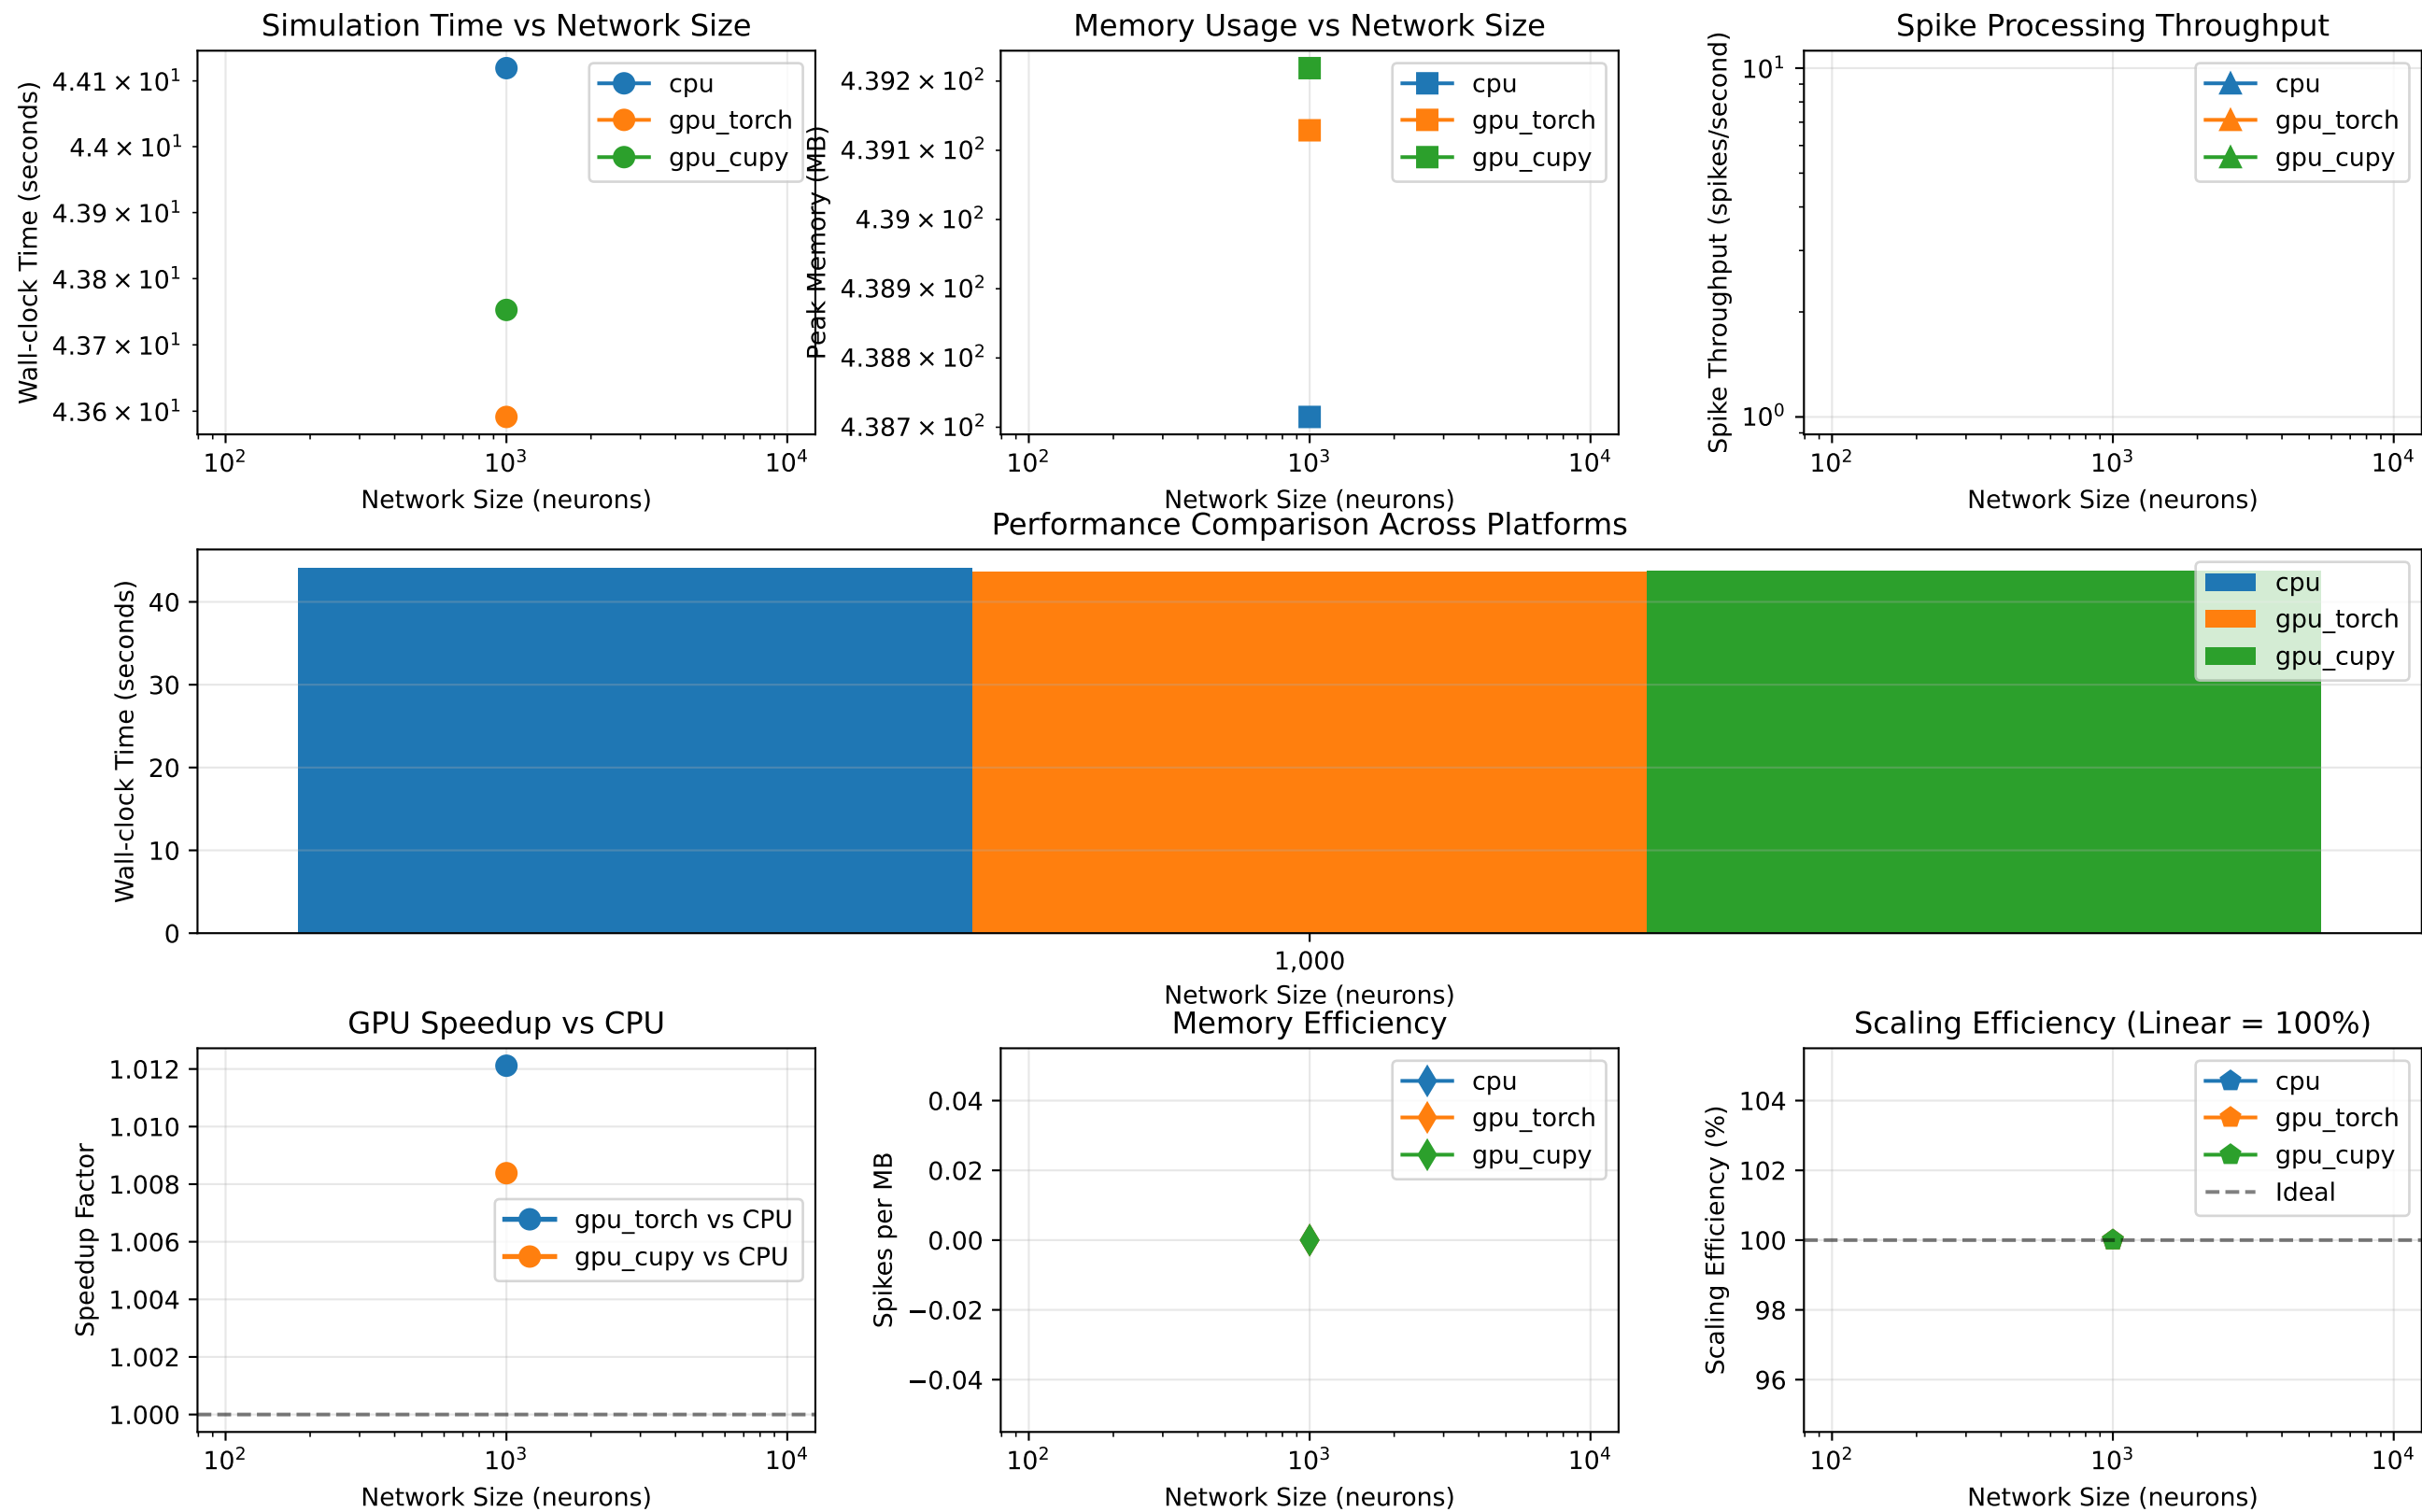 Simulation Time vs Network Size
Wall-clock Time (seconds)
4.41 × 10¹
4.4 × 10¹
4.39 × 10¹
4.38 × 10¹
4.37 × 10¹
4.36 × 10¹
cpu
gpu_torch
gpu_cupy
10² 10³ 10⁴
Network Size (neurons)
Memory Usage vs Network Size
Peak Memory (MB)
4.392 × 10²
4.391 × 10²
4.39 × 10²
4.389 × 10²
4.388 × 10²
4.387 × 10²
cpu
gpu_torch
gpu_cupy
10² 10³ 10⁴
Network Size (neurons)
Spike Processing Throughput
Spike Throughput (spikes/second)
10¹
10⁰
cpu
gpu_torch
gpu_cupy
10² 10³ 10⁴
Network Size (neurons)
Performance Comparison Across Platforms
Wall-clock Time (seconds)
40
30
20
10
0
cpu
gpu_torch
gpu_cupy
1,000
Network Size (neurons)
GPU Speedup vs CPU
Speedup Factor
1.012
1.010
1.008
1.006
1.004
1.002
1.000
gpu_torch vs CPU
gpu_cupy vs CPU
10² 10³ 10⁴
Network Size (neurons)
Memory Efficiency
Spikes per MB
0.04
0.02
0.00
−0.02
−0.04
cpu
gpu_torch
gpu_cupy
10² 10³ 10⁴
Network Size (neurons)
Scaling Efficiency (Linear = 100%)
Scaling Efficiency (%)
104
102
100
98
96
cpu
gpu_torch
gpu_cupy
Ideal
10² 10³ 10⁴
Network Size (neurons)